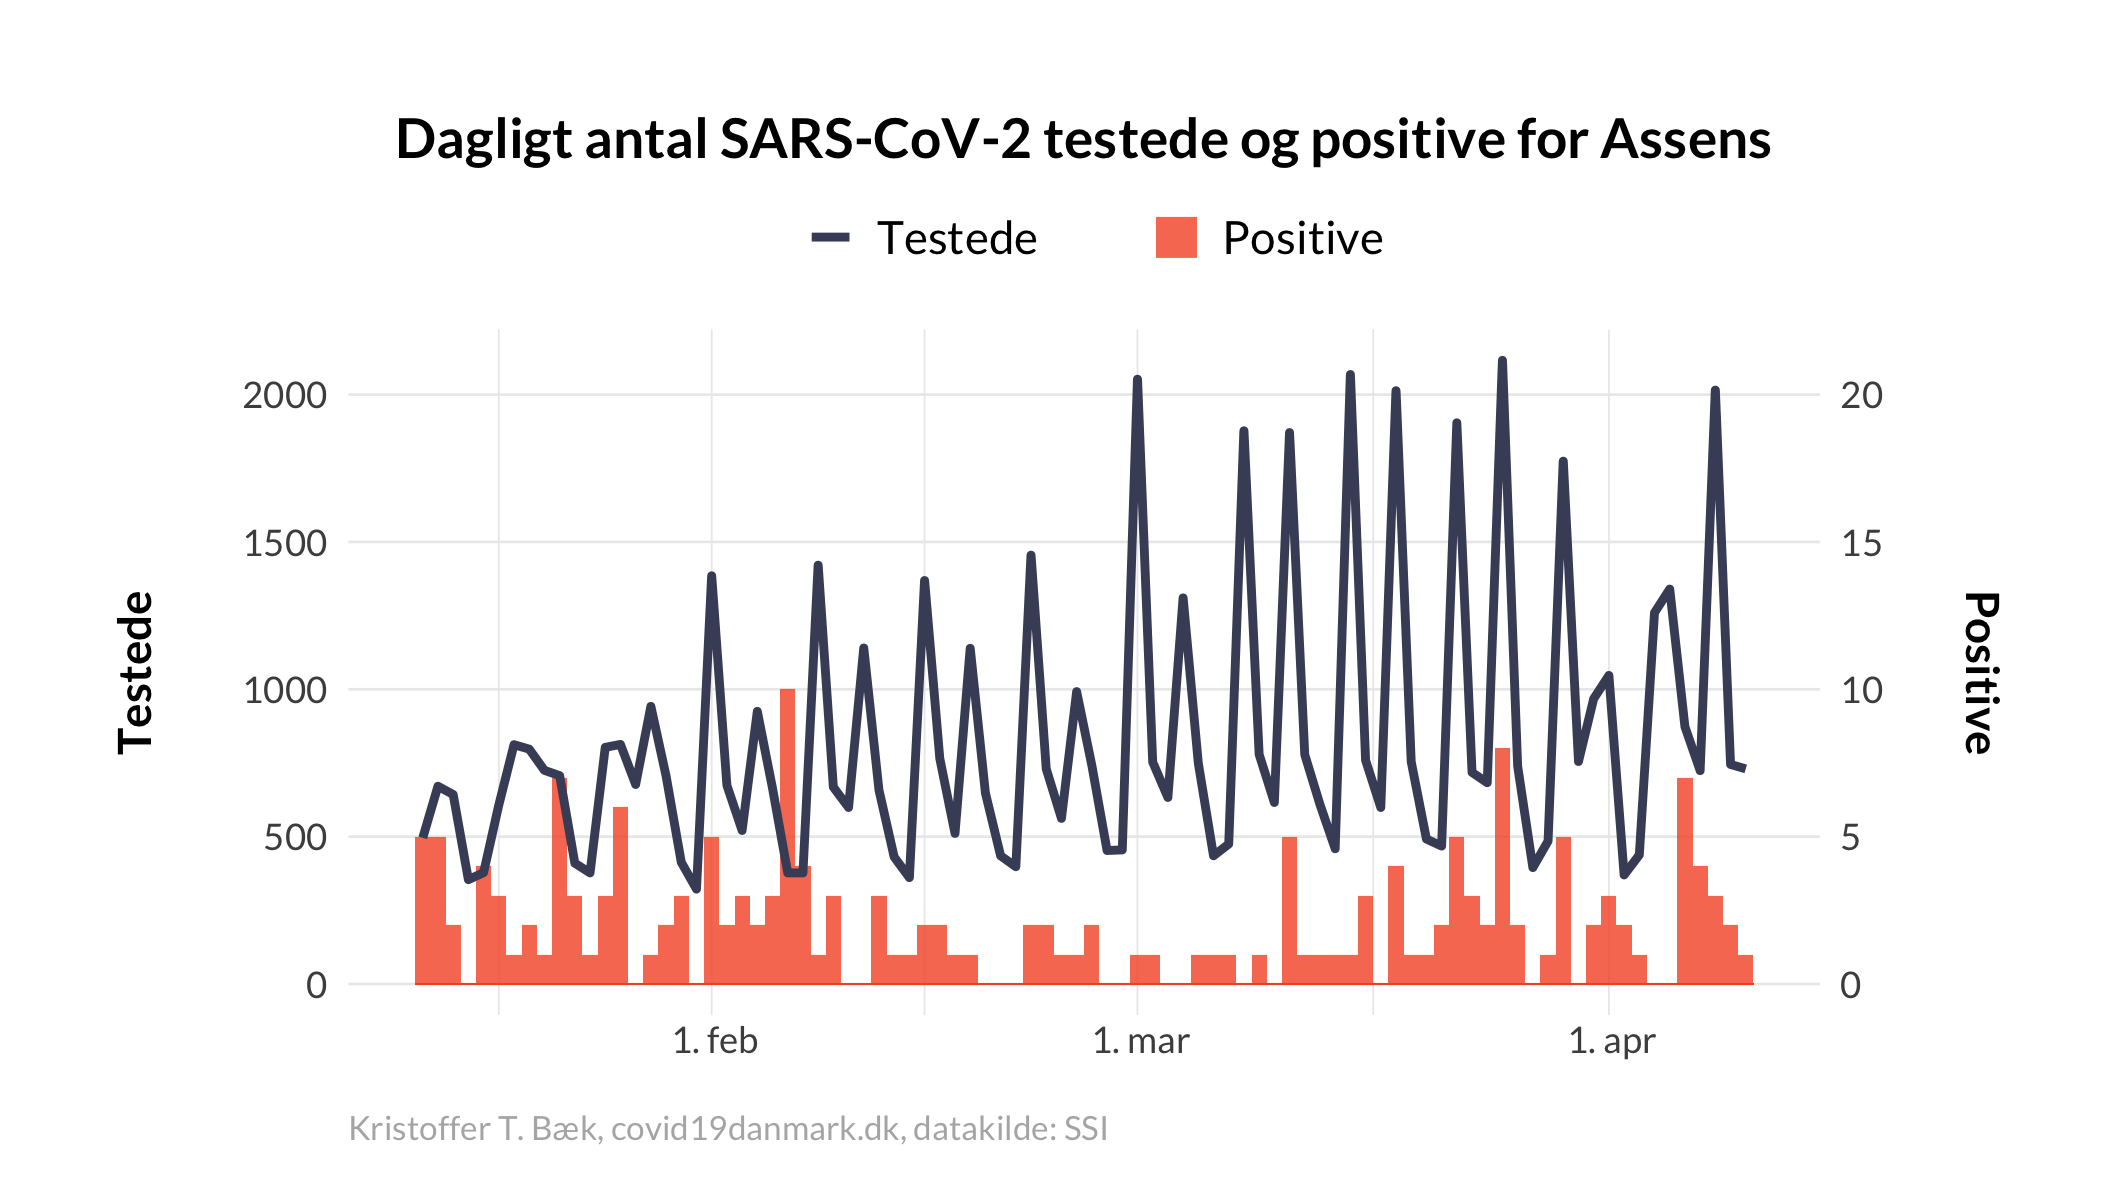 Dagligt antal SARS-CoV-2 testede og positive for Assens
Testede
Positive
2000
1500
1000
500
0
20
15
10
5
0
Testede
Positive
1. feb
1. mar
1. apr
Kristoffer T. Bæk, covid19danmark.dk, datakilde: SSI